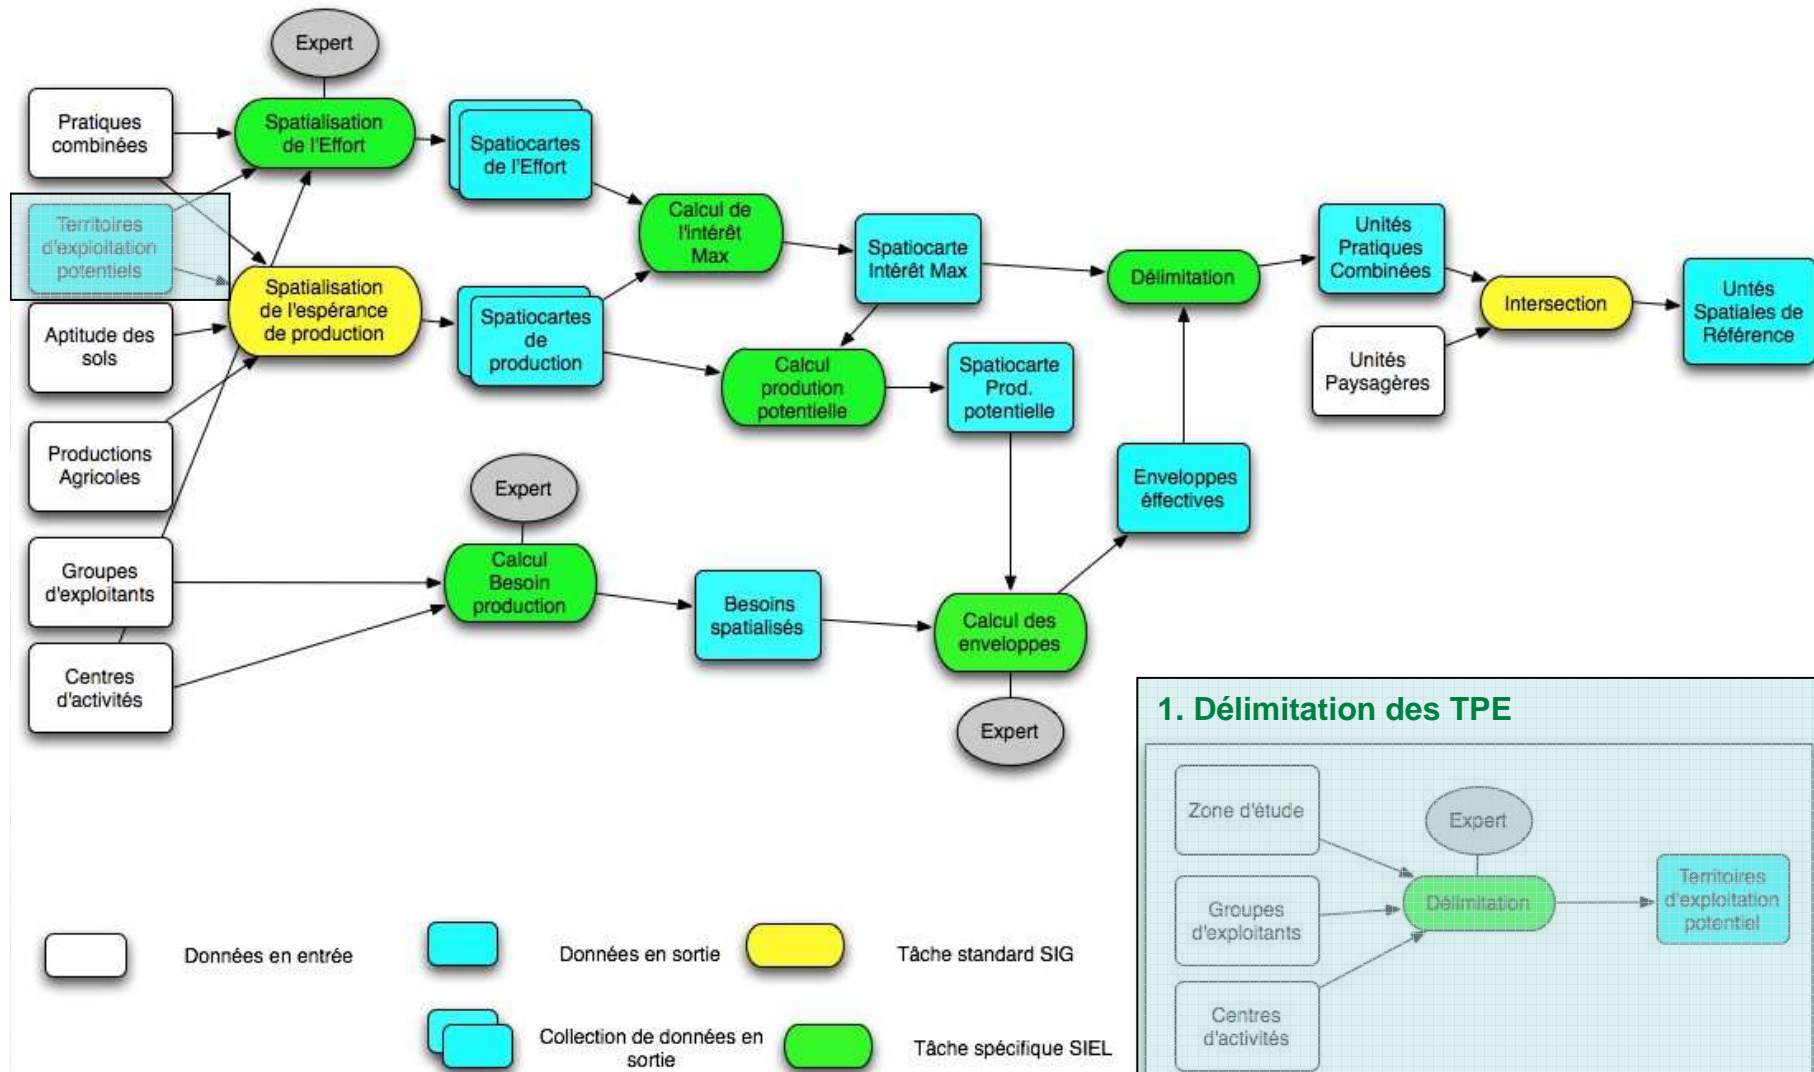 Expert
Pratiques
combinées
Spatialisation
de l'Effort
Spatiocartes
de l'Effort
Territoires
d'exploitation
potentiels
Calcul de
l'intérêt
Max
Spatiocarte
Intérêt Max
Délimitation
Unités
Pratiques
Combinées
Intersection
Untés
Spatiales de
Référence
Spatialisation
de l'espérance
de production
Spatiocartes
de
production
Aptitude des
sols
Calcul
prodution
potentielle
Spatiocarte
Prod.
potentielle
Unités
Paysagères
Productions
Agricoles
Expert
Enveloppes
éffectives
Groupes
d'exploitants
Calcul
Besoin
production
Besoins
spatialisés
Calcul des
enveloppes
Centres
d'activités
Expert
1. Délimitation des TPE
Zone d'étude
Expert
Groupes
d'exploitants
Délimitation
Territoires
d'exploitation
potentiel
Centres
d'activités
Données en entrée
Données en sortie
Tâche standard SIG
Collection de données en
sortie
Tâche spécifique SIEL